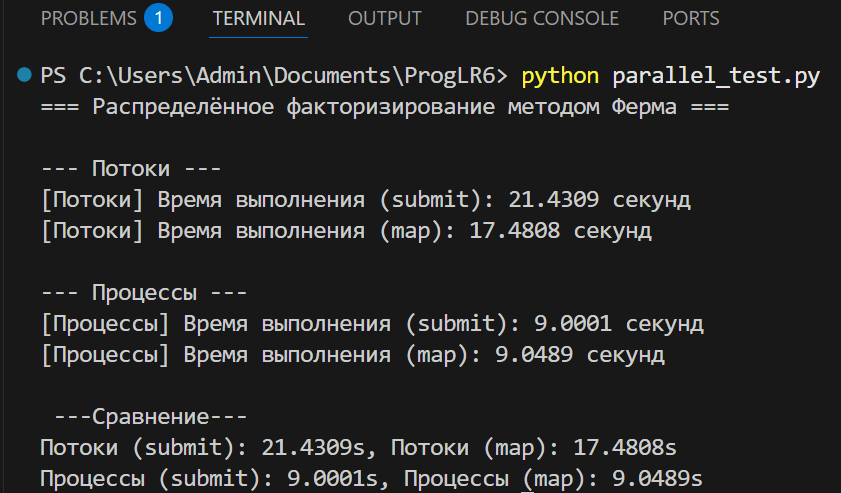 PROBLEMS 1 TERMINAL OUTPUT DEBUG CONSOLE PORTS
PS C:\Users\Admin\Documents\ProgLR6> python parallel_test.py
=== Распределённое факторизирование методом Ферма ===
--- Потоки ---
[Потоки] Время выполнения (submit): 21.4309 секунд
[Потоки] Время выполнения (map): 17.4808 секунд
--- Процессы ---
[Процессы] Время выполнения (submit): 9.0001 секунд
[Процессы] Время выполнения (map): 9.0489 секунд
---Сравнение---
Потоки (submit): 21.4309s, Потоки (map): 17.4808s
Процессы (submit): 9.0001s, Процессы (map): 9.0489s